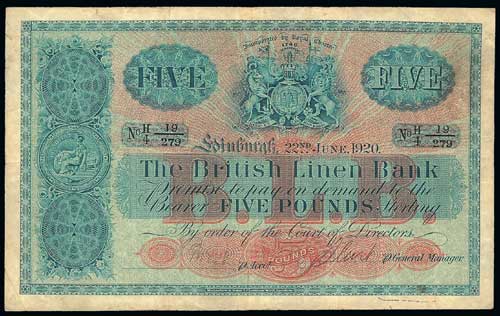 Incorporated by Royal Charter
1746
FIVE FIVE
No H/4 19/279 No H/4 19/279
Edinburgh, 22ND JUNE, 1920.
The British Linen Bank
Promise to pay on demand to the
Bearer FIVE POUNDS Sterling
By order of the Court of Directors.
POUNDS
General Manager